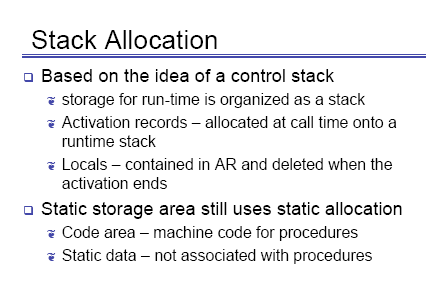 Stack Allocation
Based on the idea of a control stack
storage for run-time is organized as a stack
Activation records – allocated at call time onto a
runtime stack
Locals – contained in AR and deleted when the
activation ends
Static storage area still uses static allocation
Code area – machine code for procedures
Static data – not associated with procedures